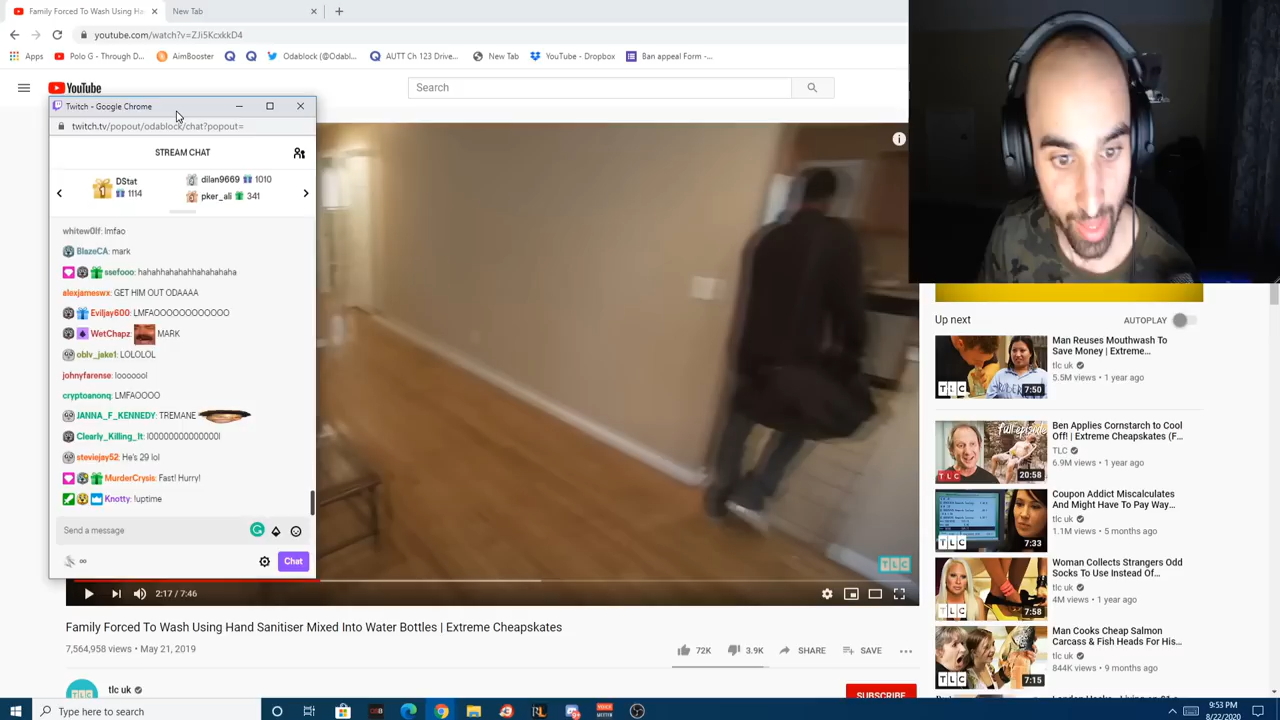 Family Forced To Wash Using Ha
New Tab
youtube.com/watch?v=ZJi5KcxkkD4
Apps
Polo G - Through D...
AimBooster
Odablock (@Odabl...
AUTT Ch 123 Drive...
New Tab
YouTube - Dropbox
Ban appeal Form -...
YouTube
Search
Twitch - Google Chrome
twitch.tv/popout/odablock/chat?popout=
STREAM CHAT
DStat
1114
dilan9669 1010
pker_ali 341
whitew0lf: lmfao
BlazeCA: mark
ssefooo: hahahhahahahhahahahaha
alexjameswx: GET HIM OUT ODAAAA
Eviljay600: LMFAOOOOOOOOOOO
WetChapz: MARK
oblv_jake1: LOLOLOL
johnyfarense: looooool
cryptoanonq: LMFAOOOO
JANNA_F_KENNEDY: TREMANE
steviejay52: He's 29 lol
MurderCrysis: Fast! Hurry!
Knotty: !uptime
Send a message
Chat
TLC
2:17 / 7:46
Family Forced To Wash Using Hand Sanitiser Mixed Into Water Bottles | Extreme Cheapskates
7,564,958 views • May 21, 2019
72K
3.9K
SHARE
SAVE
tlc uk
SUBSCRIBE
Up next
AUTOPLAY
Man Reuses Mouthwash To
Save Money | Extreme...
tlc uk
5.5M views • 1 year ago
7:50
Ben Applies Cornstarch to Cool
Off! | Extreme Cheapskates (F...
TLC
6.9M views • 1 year ago
full episode
20:58
Coupon Addict Miscalculates
And Might Have To Pay Way...
tlc uk
1.1M views • 5 months ago
7:33
Woman Collects Strangers Odd
Socks To Use Instead Of...
tlc uk
4M views • 1 year ago
7:58
Man Cooks Cheap Salmon
Carcass & Fish Heads For His...
tlc uk
844K views • 9 months ago
7:15
Type here to search
9:53 PM
8/22/2020